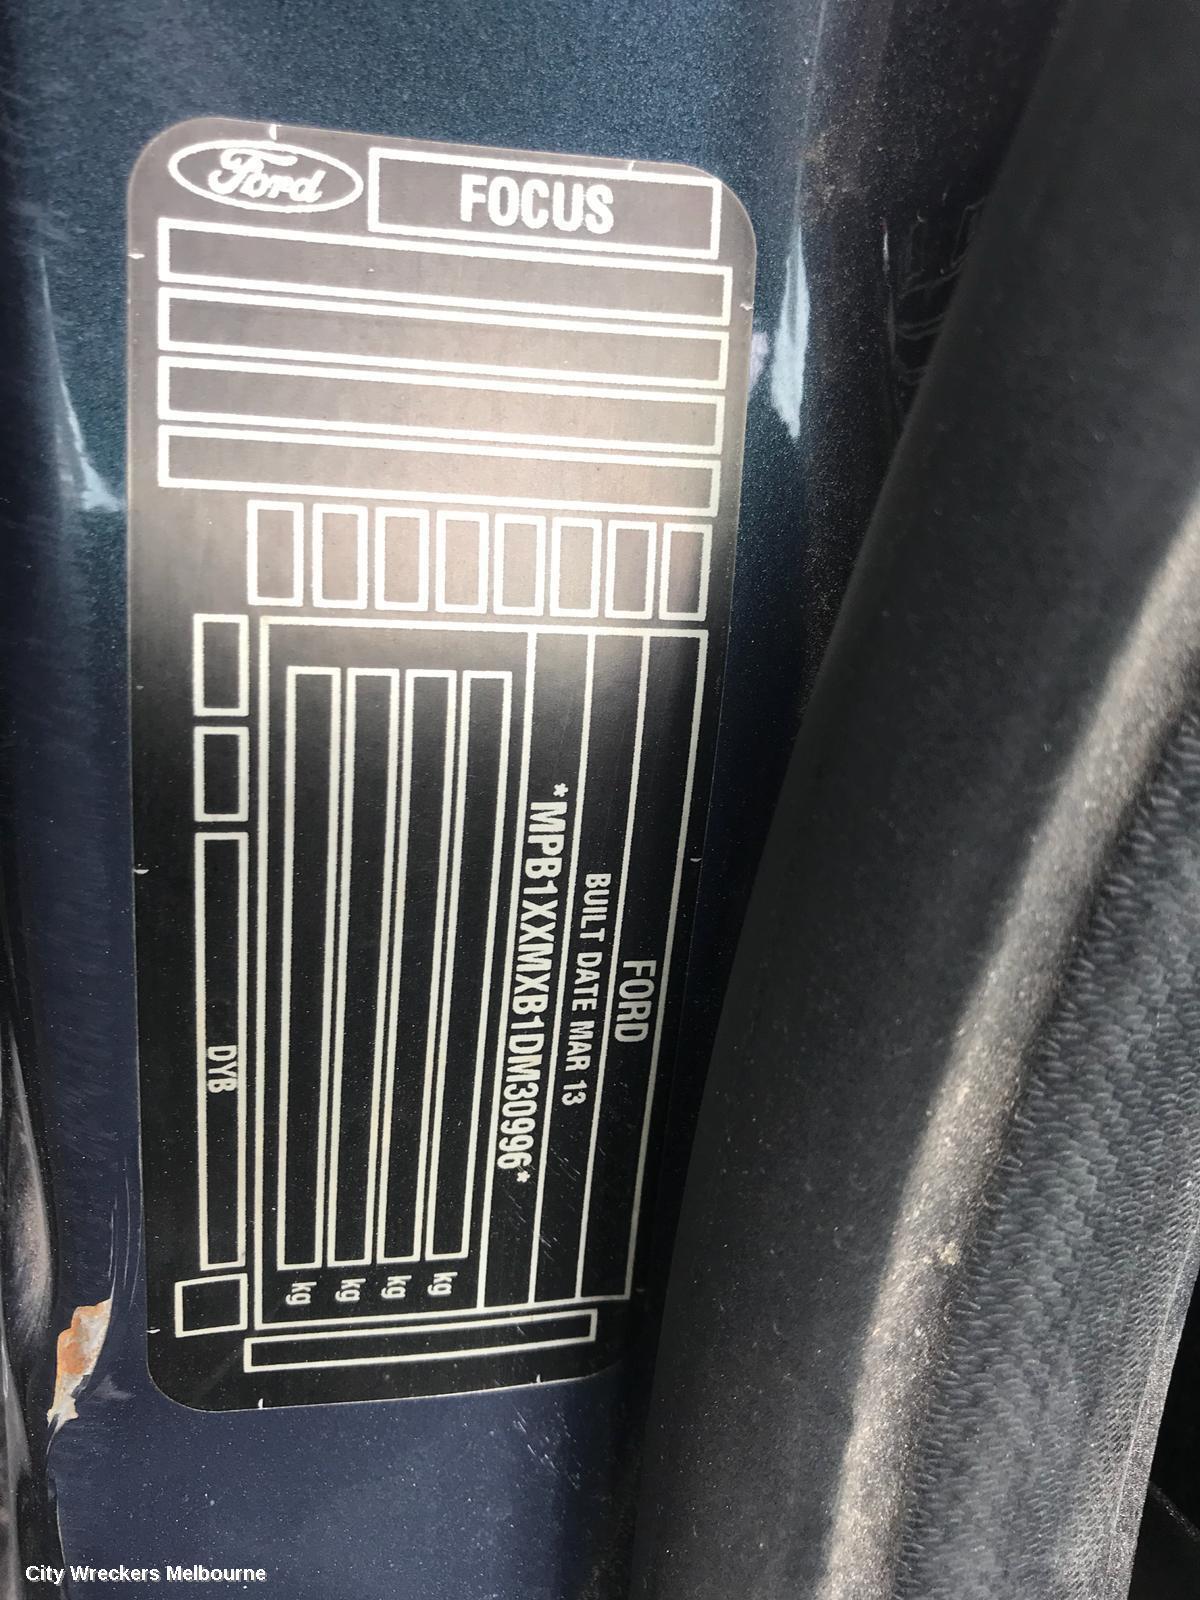 Ford
FOCUS
FORD
BUILT DATE MAR 13
*MPB1XXMXB1DM30996*
kg
kg
kg
kg
DYB
City Wreckers Melbourne